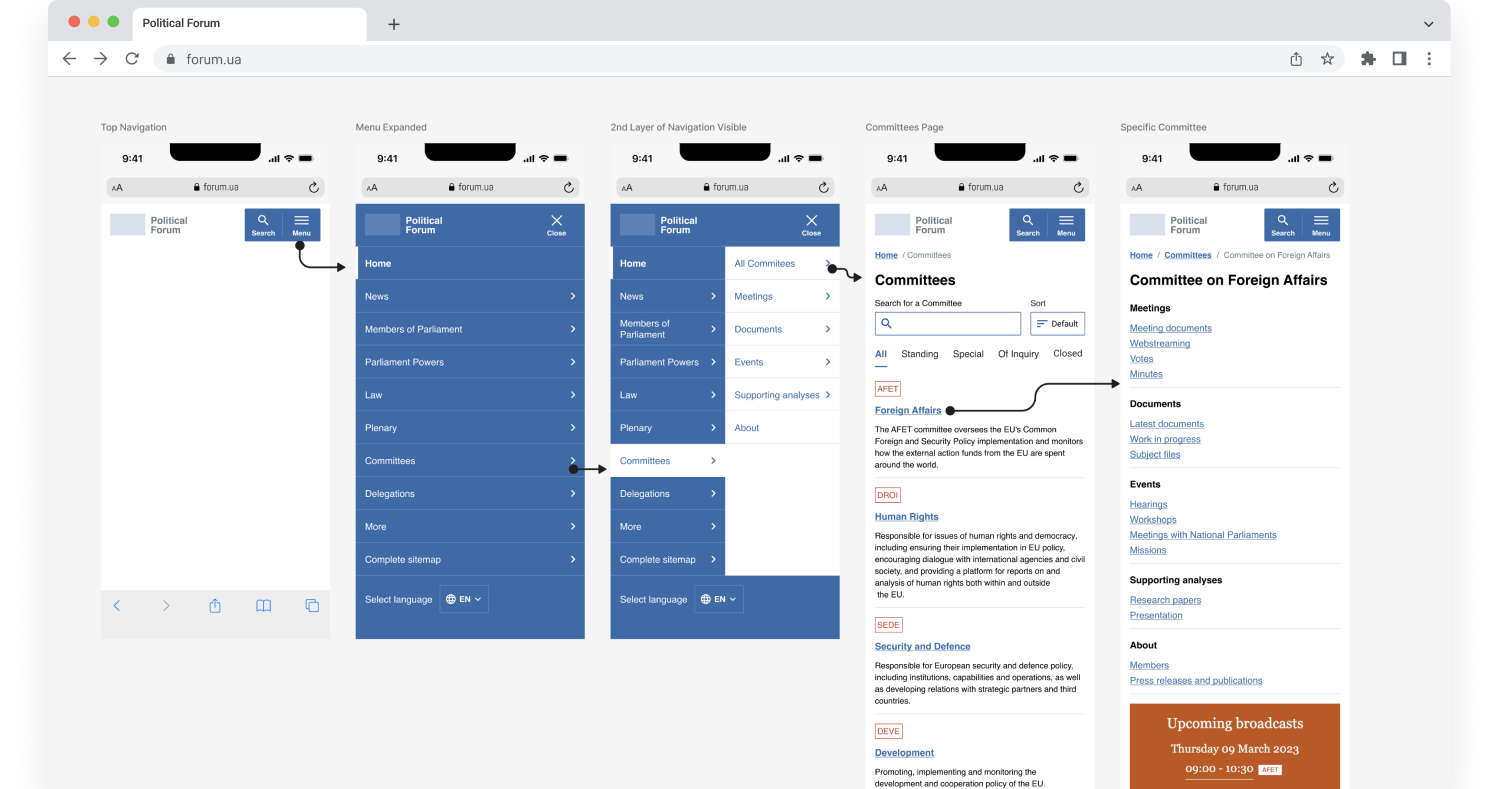 Political Forum
forum.ua
Top Navigation
9:41
AA
forum.ua
Political
Forum
Search
Menu
Menu Expanded
9:41
AA
forum.ua
Political
Forum
Close
Home
News
Members of Parliament
Parliament Powers
Law
Plenary
Committees
Delegations
More
Complete sitemap
Select language
EN
2nd Layer of Navigation Visible
9:41
AA
forum.ua
Political
Forum
Close
Home
News
Members of
Parliament
Parliament Powers
Law
Plenary
Committees
Delegations
More
Complete sitemap
All Commitees
Meetings
Documents
Events
Supporting analyses
About
Select language
EN
Committees Page
9:41
AA
forum.ua
Political
Forum
Search
Menu
Home / Committees
Committees
Search for a Committee
Sort
Default
All Standing Special Of Inquiry Closed
AFET
Foreign Affairs
The AFET committee oversees the EU's Common
Foreign and Security Policy implementation and monitors
how the external action funds from the EU are spent
around the world.
DROI
Human Rights
Responsible for issues of human rights and democracy,
including ensuring their implementation in EU policy,
encouraging dialogue with international agencies and civil
society, and providing a platform for reports on and
analysis of human rights both within and outside
the EU.
SEDE
Security and Defence
Responsible for European security and defence policy,
including institutions, capabilities and operations, as well
as developing relations with strategic partners and third
countries.
DEVE
Development
Promoting, implementing and monitoring the
development and cooperation policy of the EU.
Specific Committee
9:41
AA
forum.ua
Political
Forum
Search
Menu
Home / Committees / Committee on Foreign Affairs
Committee on Foreign Affairs
Meetings
Meeting documents
Webstreaming
Votes
Minutes
Documents
Latest documents
Work in progress
Subject files
Events
Hearings
Workshops
Meetings with National Parliaments
Missions
Supporting analyses
Research papers
Presentation
About
Members
Press releases and publications
Upcoming broadcasts
Thursday 09 March 2023
09:00 - 10:30 AFET